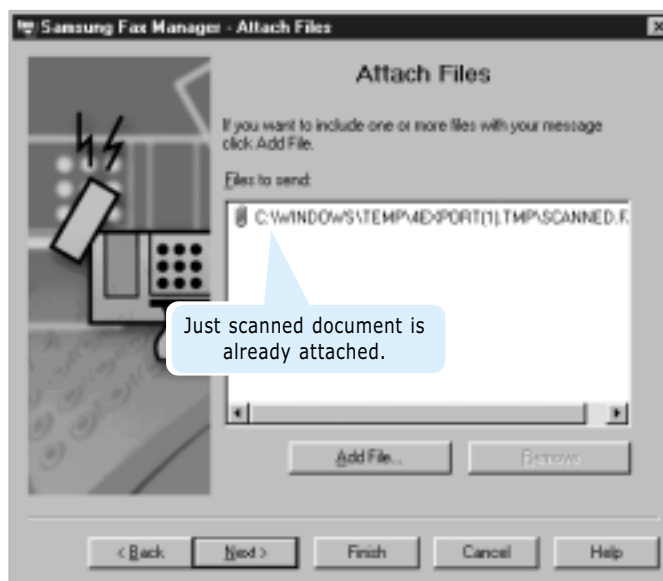 Samsung Fax Manager - Attach Files
Attach Files
If you want to include one or more files with your message
click Add File.
Files to send:
C:\WINDOWS\TEMP\4EXPORT(1).TMP\SCANNED.F
Just scanned document is
already attached.
Add File...
Remove
< Back
Next >
Finish
Cancel
Help